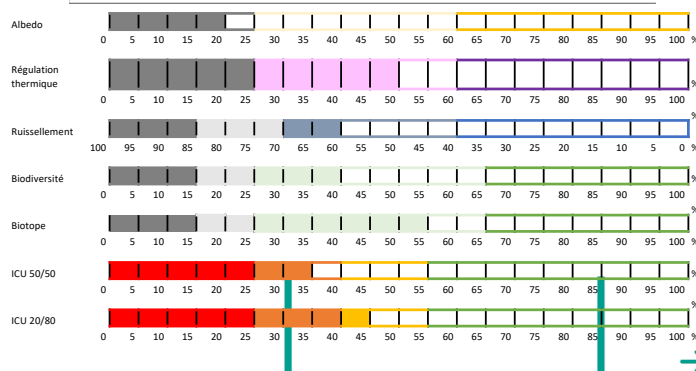 Albedo
0 5 10 15 20 25 30 35 40 45 50 55 60 65 70 75 80 85 90 95 100 %
Régulation
thermique
0 5 10 15 20 25 30 35 40 45 50 55 60 65 70 75 80 85 90 95 100 %
%
Ruissellement
100 95 90 85 80 75 70 65 60 55 50 45 40 35 30 25 20 15 10 5 0 %
Biodiversité
0 5 10 15 20 25 30 35 40 45 50 55 60 65 70 75 80 85 90 95 100
%
Biotope
0 5 10 15 20 25 30 35 40 45 50 55 60 65 70 75 80 85 90 95 100
%
ICU 50/50
%
0 5 10 15 20 25 30 35 40 45 50 55 60 65 70 75 80 85 90 95 100
%
ICU 20/80
%
0 5 10 15 20 25 30 35 40 45 50 55 60 65 70 75 80 85 90 95 100 %